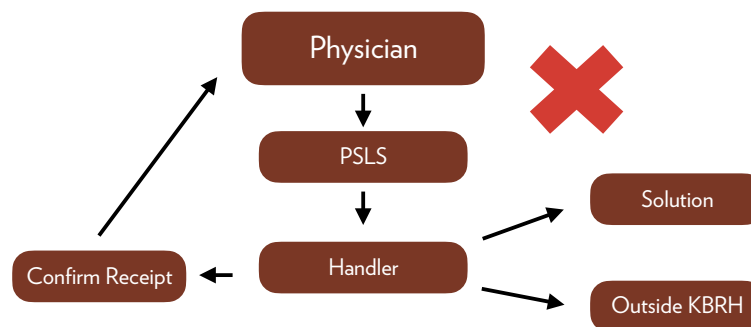 Physician
PSLS
Solution
Handler
Confirm Receipt
Outside KBRH